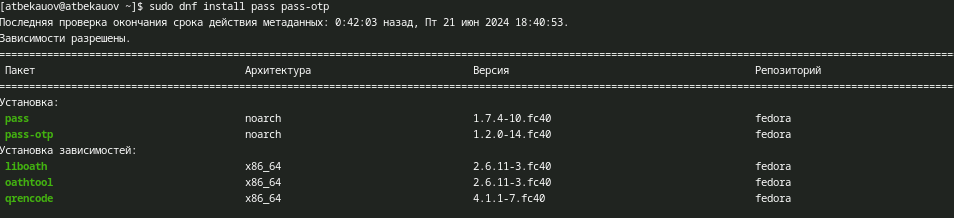 [atbekauov@atbekauov ~]$ sudo dnf install pass pass-otp
Последняя проверка окончания срока действия метаданных: 0:42:03 назад, Пт 21 июн 2024 18:40:53.
Зависимости разрешены.
Пакет Архитектура Версия Репозиторий
Установка:
pass noarch 1.7.4-10.fc40 fedora
pass-otp noarch 1.2.0-14.fc40 fedora
Установка зависимостей:
liboath x86_64 2.6.11-3.fc40 fedora
oathtool x86_64 2.6.11-3.fc40 fedora
qrencode x86_64 4.1.1-7.fc40 fedora